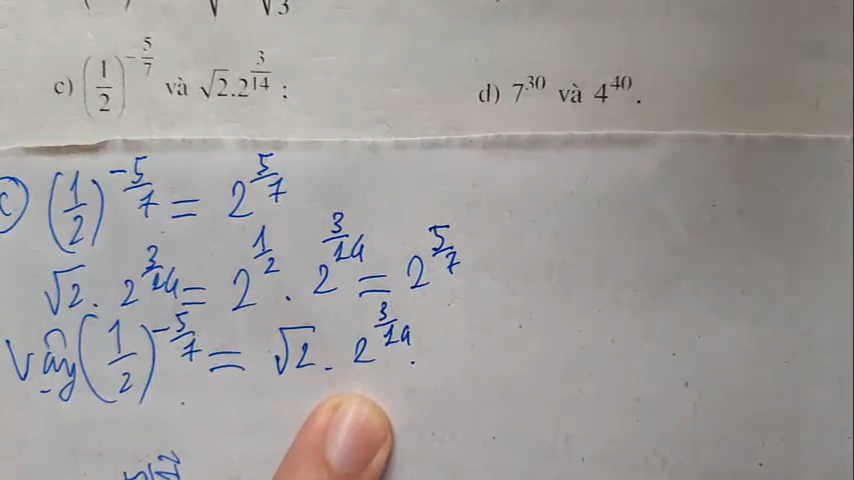 √3
c) (1/2)^(-5/7) và √2.2^(3/14) ;
d) 7^30 và 4^40.
c) (1/2)^(-5/7) = 2^(5/7)
√2 . 2^(3/14) = 2^(1/2) . 2^(3/14) = 2^(5/7)
Vậy (1/2)^(-5/7) = √2 . 2^(3/14).